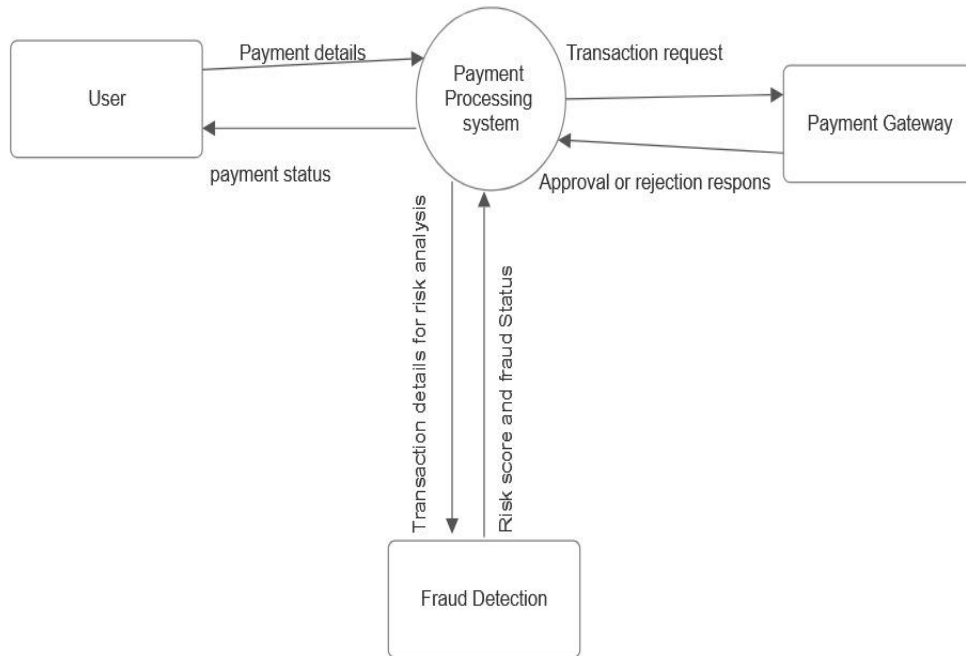 Payment details
Transaction request
User
Payment
Processing
system
Payment Gateway
payment status
Approval or rejection respons
Transaction details for risk analysis
Risk score and fraud Status
Fraud Detection